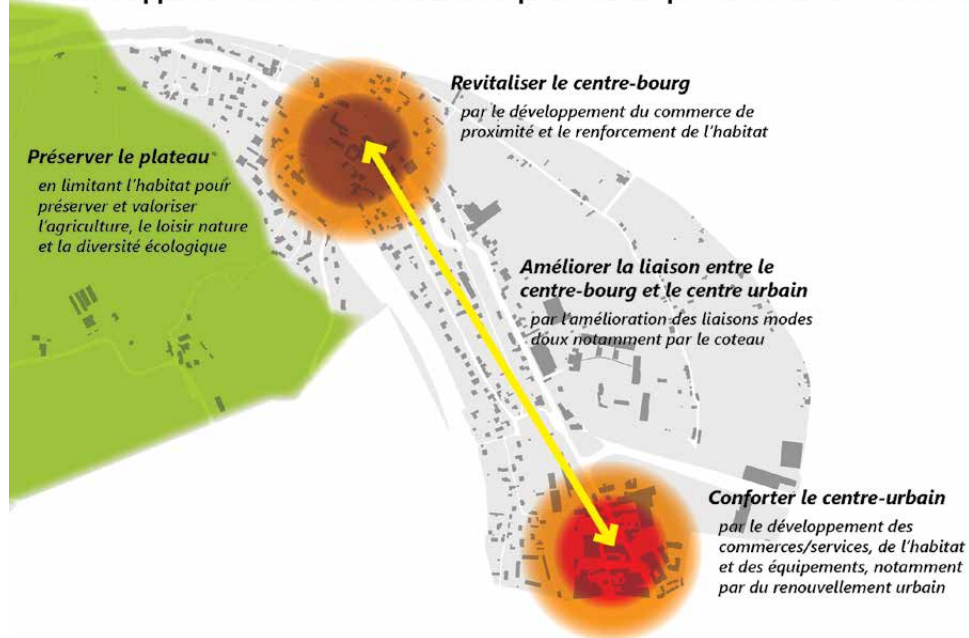 Revitaliser le centre-bourg
par le développement du commerce de
proximité et le renforcement de l'habitat
Préserver le plateau
en limitant l'habitat pour
préserver et valoriser
l'agriculture, le loisir nature
et la diversité écologique
Améliorer la liaison entre le
centre-bourg et le centre urbain
par l'amélioration des liaisons modes
doux notamment par le coteau
Conforter le centre-urbain
par le développement des
commerces/services, de l'habitat
et des équipements, notamment
par du renouvellement urbain